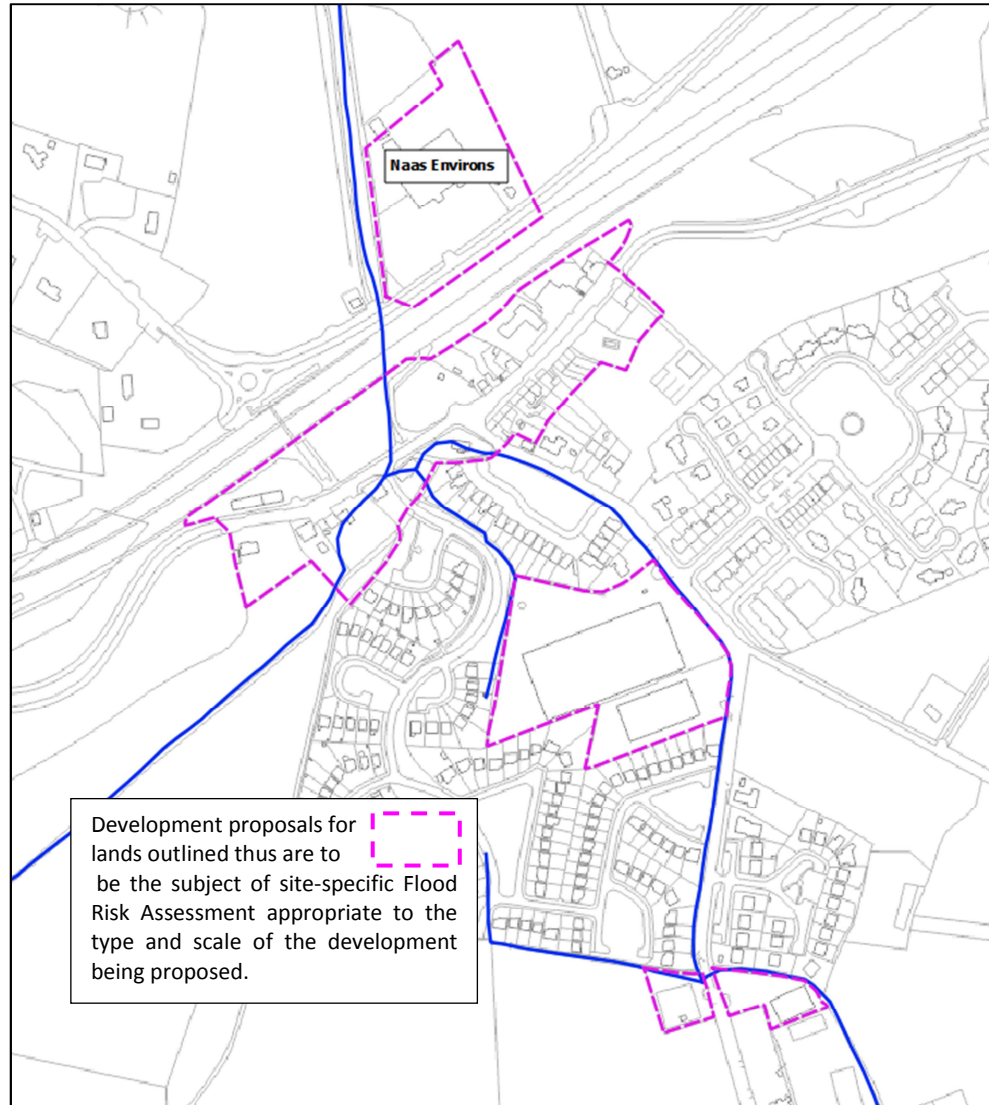 Naas Environs
Development proposals for
lands outlined thus are to
be the subject of site-specific Flood
Risk Assessment appropriate to the
type and scale of the development
being proposed.